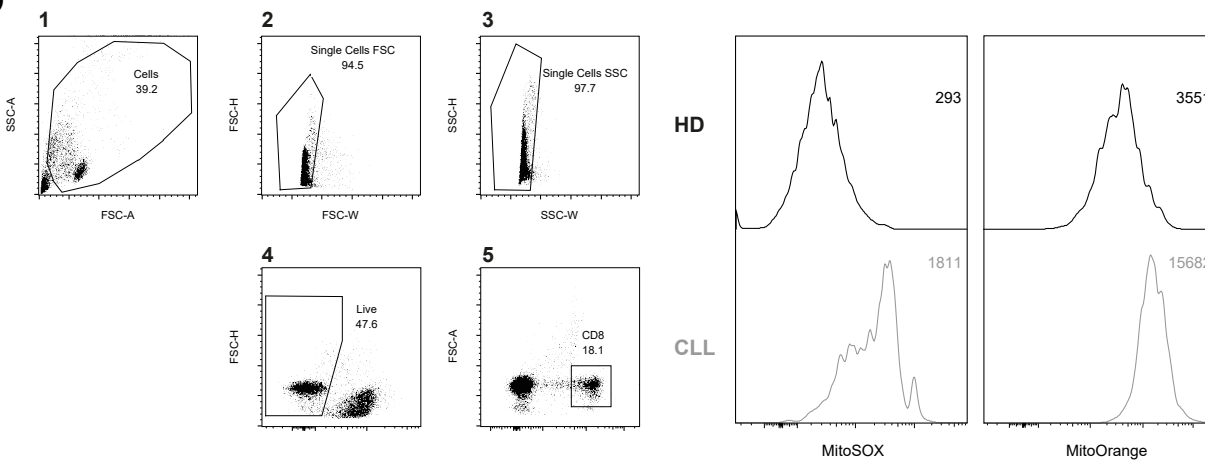 1
2
3
Cells
39.2
SSC-A
FSC-A
Single Cells FSC
94.5
FSC-H
FSC-W
Single Cells SSC
97.7
SSC-H
SSC-W
4
5
Live
47.6
FSC-H
CD8
18.1
FSC-A
HD
293
3551
CLL
1811
15682
MitoSOX
MitoOrange